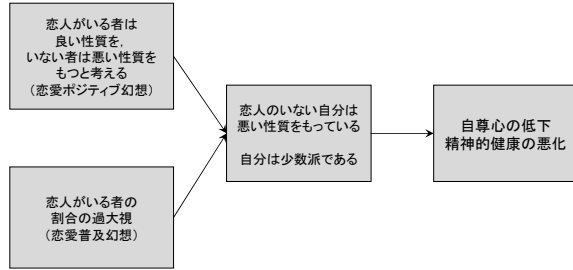 恋人がいる者は
良い性質を,
いない者は悪い性質を
もつと考える
(恋愛ポジティブ幻想)
恋人がいる者の
割合の過大視
(恋愛普及幻想)
恋人のいない自分は
悪い性質をもっている
自分は少数派である
自尊心の低下
精神的健康の悪化